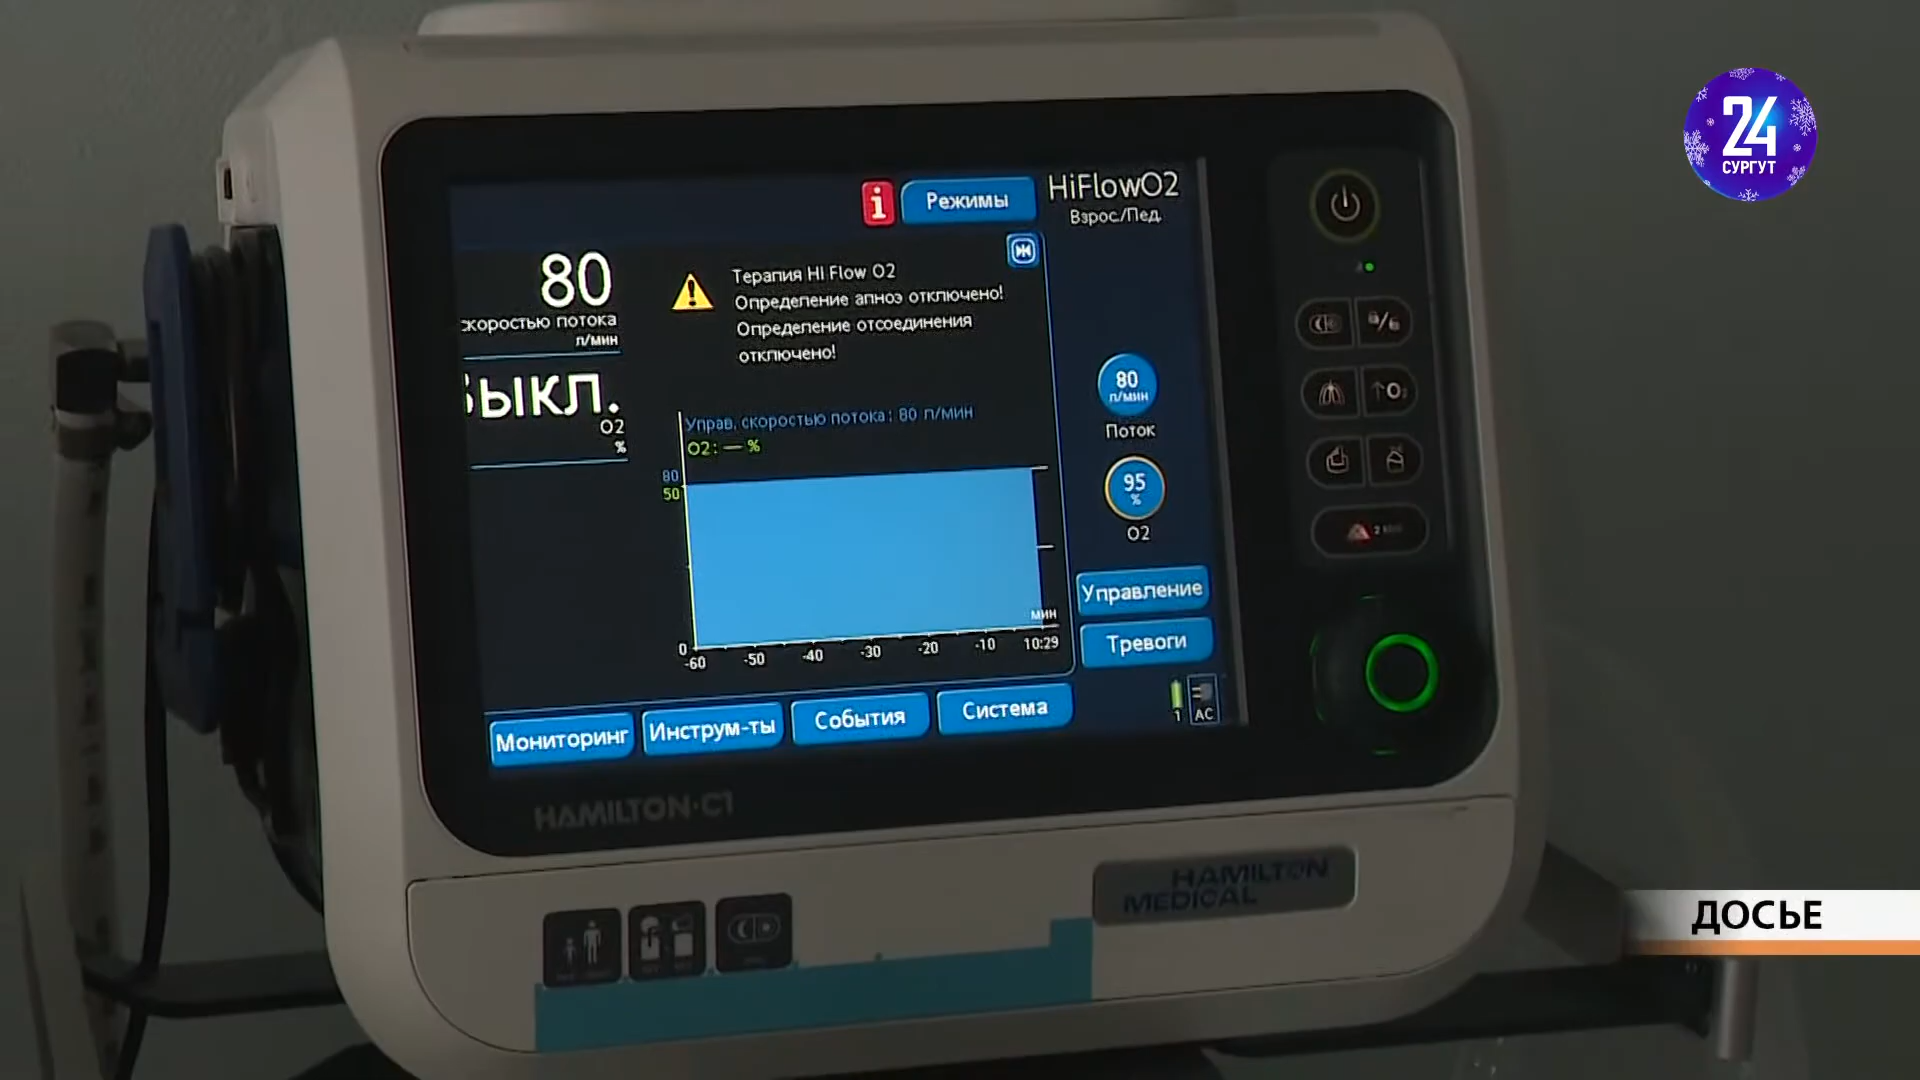 24
СУРГУТ
Режимы
HiFlowO2
Взрос./Пед.
80
скоростью потока
л/мин
ВЫКЛ.
O2
%
Терапия HI Flow O2
Определение апноэ отключено!
Определение отсоединения
отключено!
Управ. скоростью потока : 80 л/мин
O2 : — %
80
50
0
-60 -50 -40 -30 -20 -10 10:29
мин
80
л/мин
Поток
95
%
O2
Управление
Тревоги
Мониторинг
Инструм-ты
События
Система
1
AC
O2
HAMILTON-C1
HAMILTON
MEDICAL
ДОСЬЕ